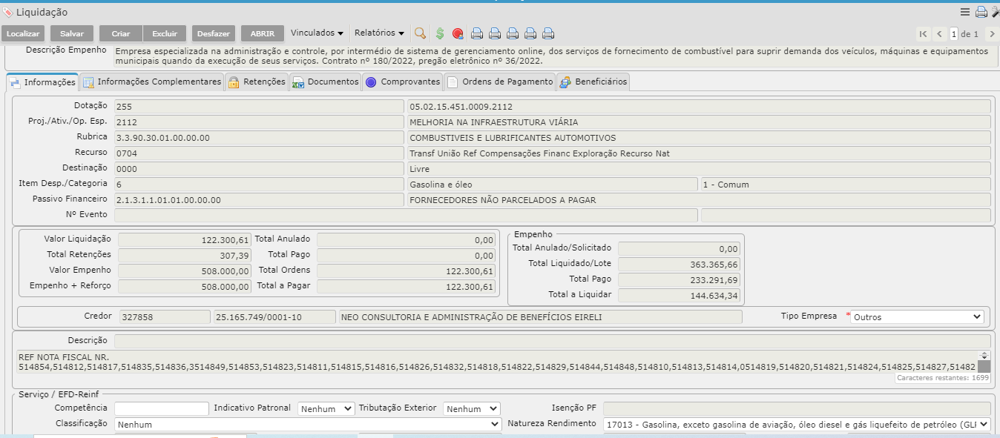 Liquidação
Localizar Salvar Criar Excluir Desfazer ABRIR Vinculados Relatórios 1 de 1
Descrição Empenho Empresa especializada na administração e controle, por intermédio de sistema de gerenciamento online, dos serviços de fornecimento de combustível para suprir demanda dos veículos, máquinas e equipamentos
municipais quando da execução de seus serviços. Contrato nº 180/2022, pregão eletrônico nº 36/2022.
Informações Informações Complementares Retenções Documentos Comprovantes Ordens de Pagamento Beneficiários
Dotação 255 05.02.15.451.0009.2112
Proj./Ativ./Op. Esp. 2112 MELHORIA NA INFRAESTRUTURA VIÁRIA
Rubrica 3.3.90.30.01.00.00.00 COMBUSTIVEIS E LUBRIFICANTES AUTOMOTIVOS
Recurso 0704 Transf União Ref Compensações Financ Exploração Recurso Nat
Destinação 0000 Livre
Item Desp./Categoria 6 Gasolina e óleo 1 - Comum
Passivo Financeiro 2.1.3.1.1.01.01.00.00.00 FORNECEDORES NÃO PARCELADOS A PAGAR
Nº Evento
Valor Liquidação 122.300,61 Total Anulado 0,00
Total Retenções 307,39 Total Pago 0,00
Valor Empenho 508.000,00 Total Ordens 122.300,61
Empenho + Reforço 508.000,00 Total a Pagar 122.300,61
Empenho
Total Anulado/Solicitado 0,00
Total Liquidado/Lote 363.365,66
Total Pago 233.291,69
Total a Liquidar 144.634,34
Credor 327858 25.165.749/0001-10 NEO CONSULTORIA E ADMINISTRAÇÃO DE BENEFÍCIOS EIRELI Tipo Empresa * Outros
Descrição
REF NOTA FISCAL NR.
514854,514812,514817,514835,514836,3514849,514853,514823,514811,514815,514816,514826,514832,514818,514822,514829,514844,514848,514810,514813,514814,0514819,514820,514821,514824,514825,514827,51482
Caracteres restantes: 1699
Serviço / EFD-Reinf
Competência Indicativo Patronal Nenhum Tributação Exterior Nenhum Isenção PF
Classificação Nenhum Natureza Rendimento 17013 - Gasolina, exceto gasolina de aviação, óleo diesel e gás liquefeito de petróleo (GLP